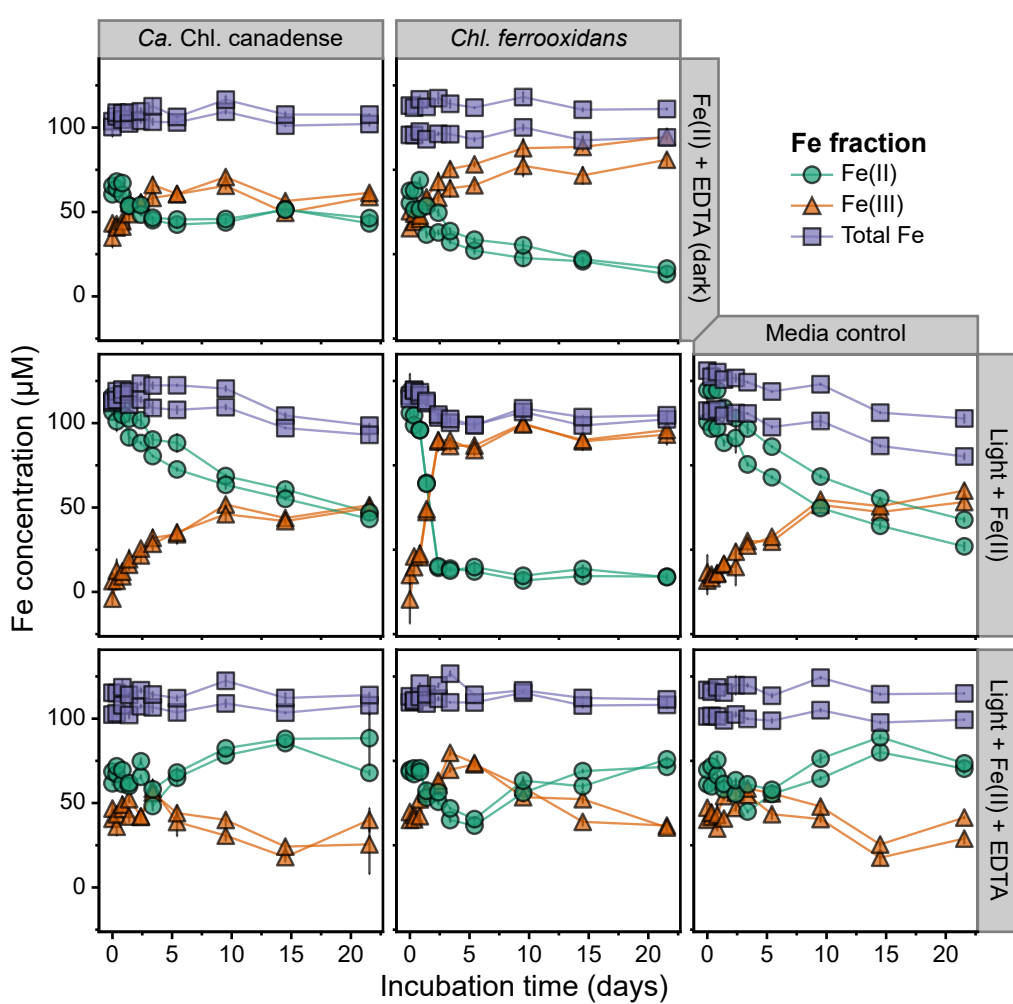 Ca. Chl. canadense
Chl. ferrooxidans
Fe(II) + EDTA (dark)
Fe fraction
Fe(II)
Fe(III)
Total Fe
Media control
Light + Fe(II)
Light + Fe(II) + EDTA
Fe concentration (µM)
100
50
0
100
50
0
100
50
0
0 5 10 15 20
0 5 10 15 20
0 5 10 15 20
Incubation time (days)